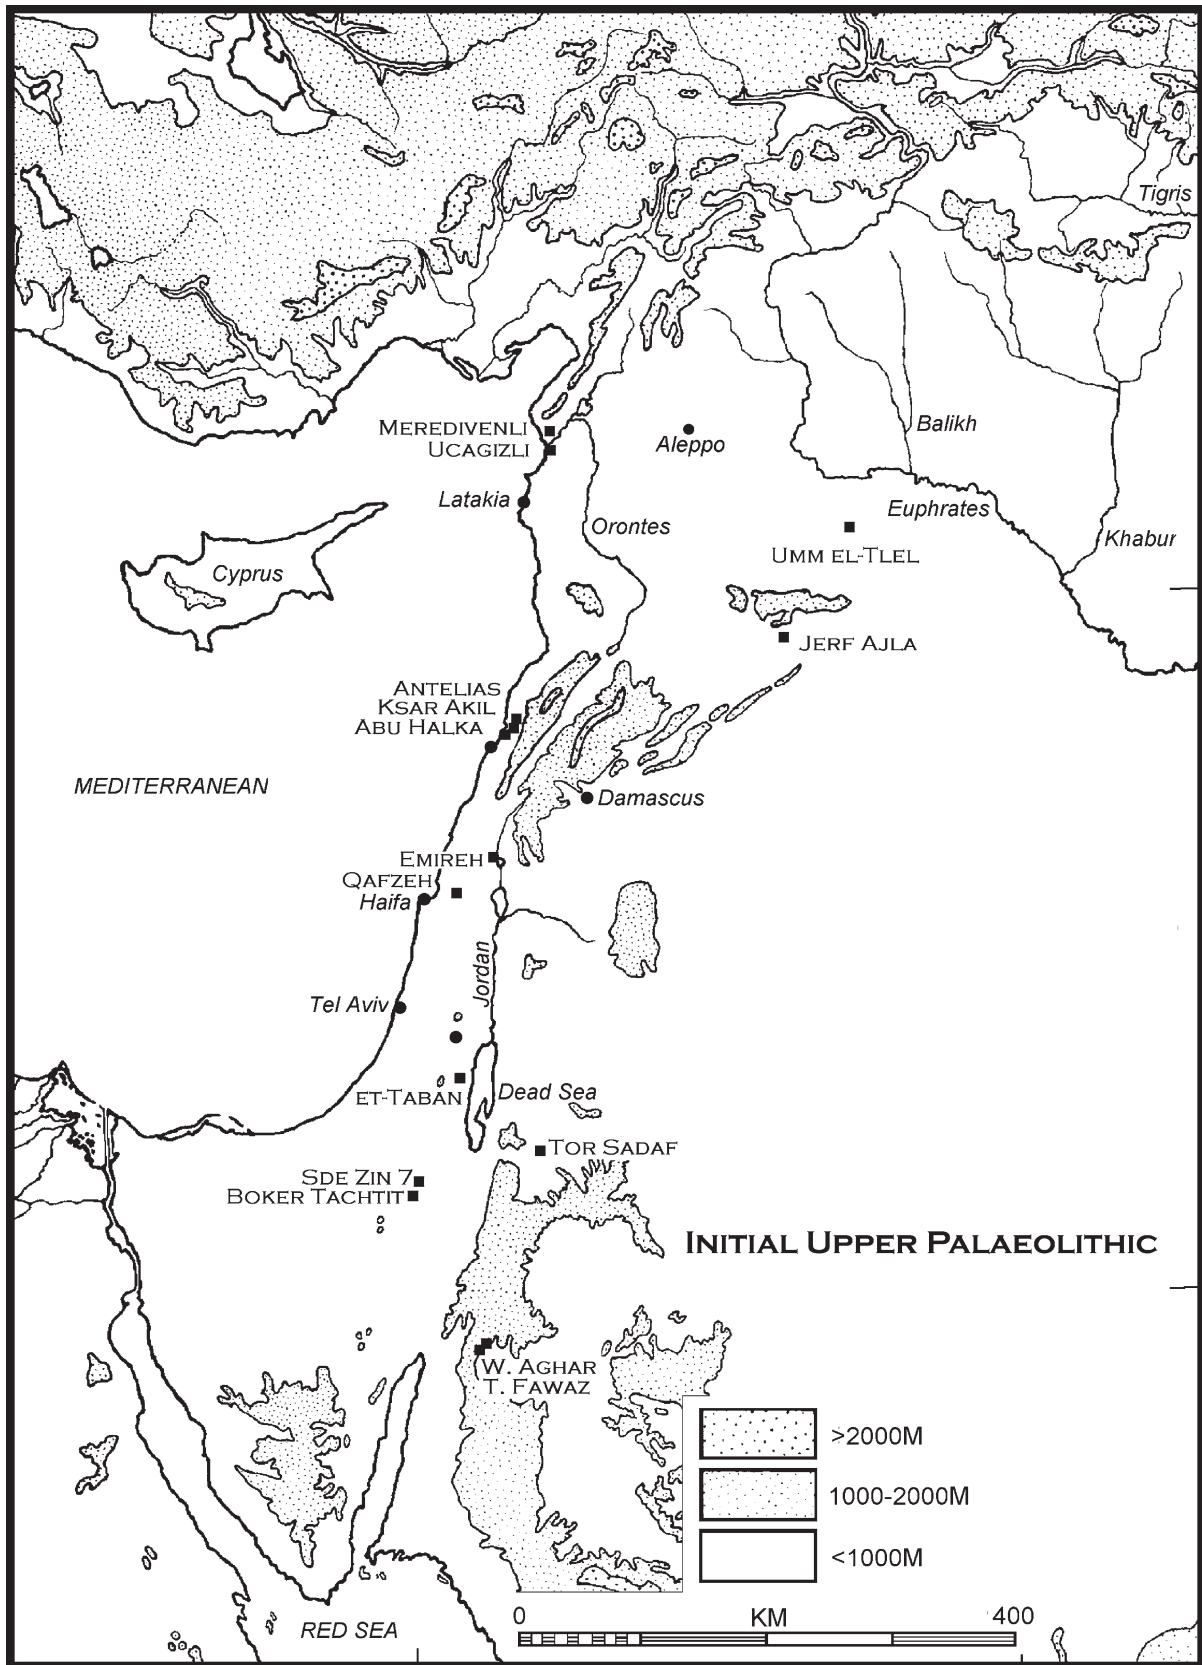 Tigris
MEREDIVENLI
UCAGIZLI
Aleppo
Balikh
Latakia
Orontes
Euphrates
Khabur
UMM EL-TLEL
Cyprus
JERF AJLA
ANTELIAS
KSAR AKIL
ABU HALKA
MEDITERRANEAN
Damascus
EMIREH
QAFZEH
Haifa
Jordan
Tel Aviv
ET-TABAN
Dead Sea
TOR SADAF
SDE ZIN 7
BOKER TACHTIT
INITIAL UPPER PALAEOLITHIC
W. AGHAR
T. FAWAZ
>2000M
1000-2000M
<1000M
RED SEA
0 KM 400